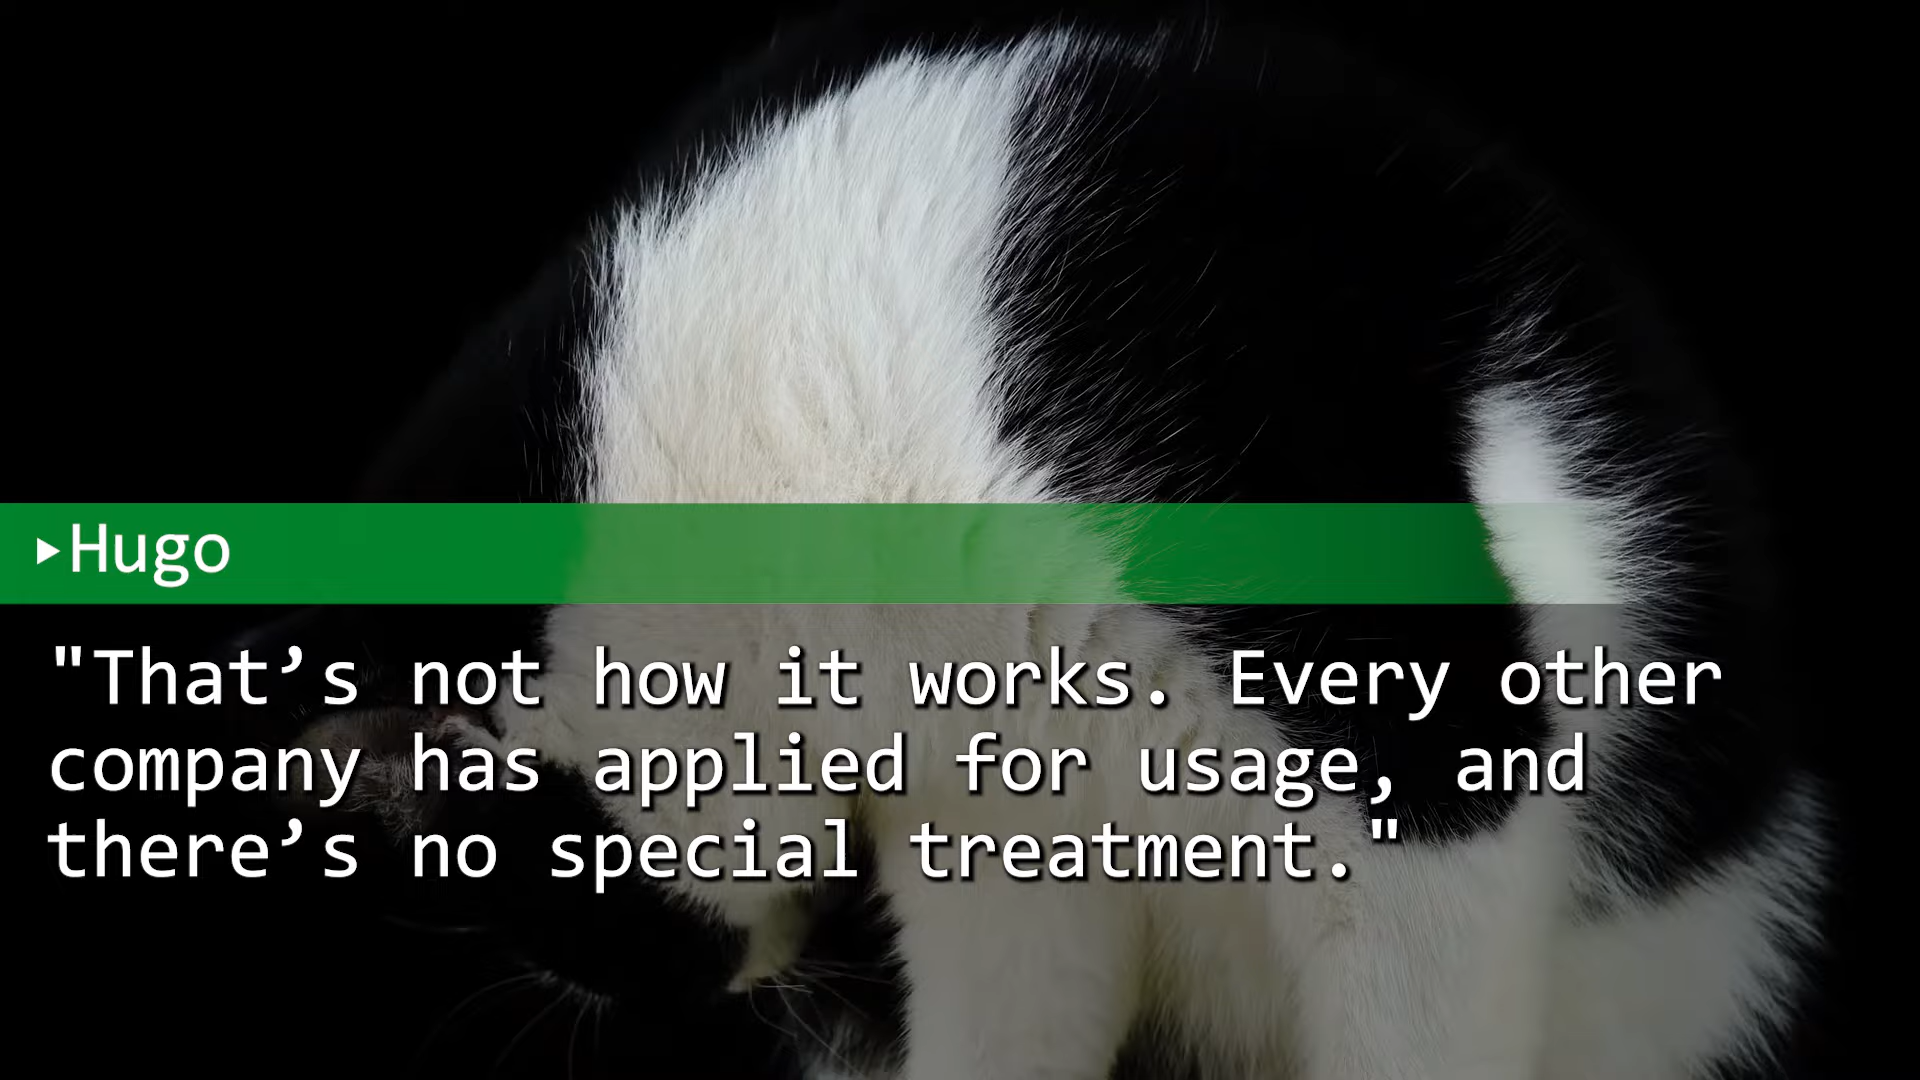 ▸Hugo
"That’s not how it works. Every other
company has applied for usage, and
there’s no special treatment."